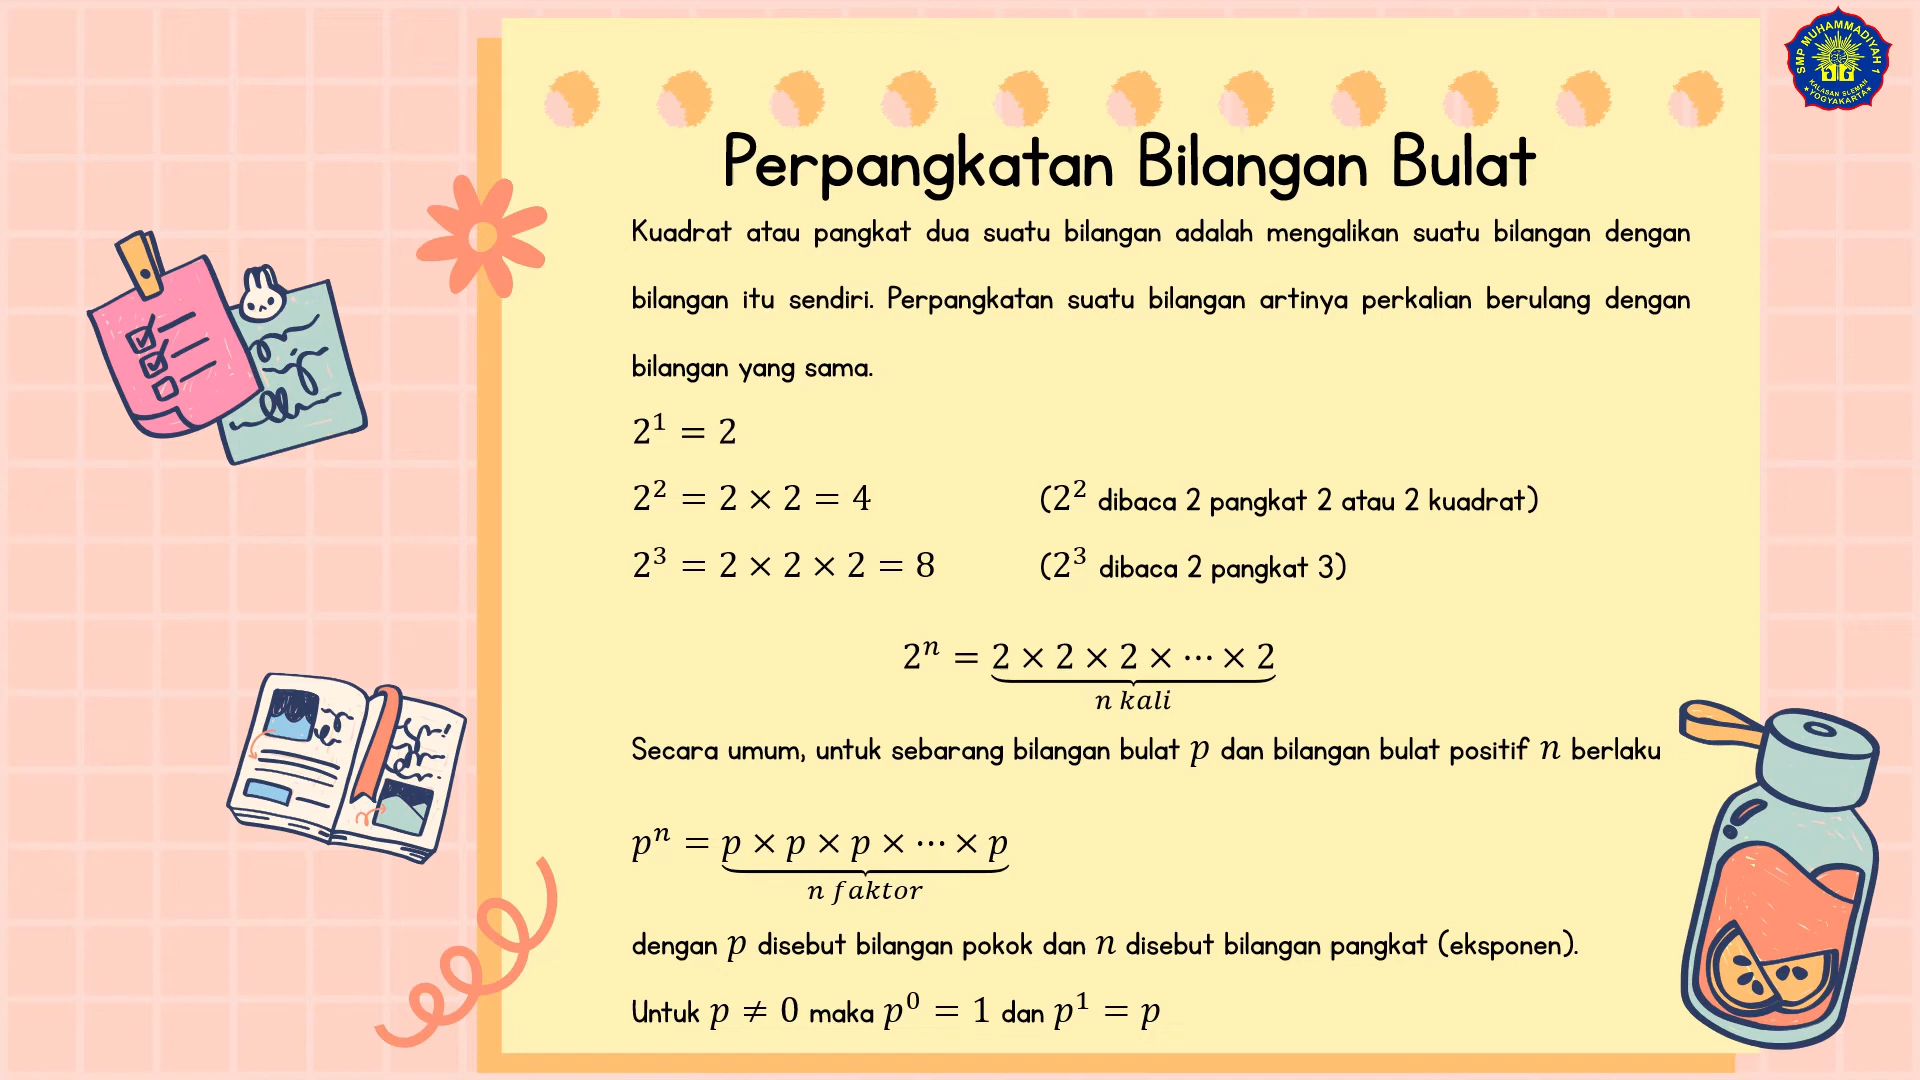 SMP MUHAMMADIYAH 1
KALASAN SLEMAN
YOGYAKARTA
Perpangkatan Bilangan Bulat
Kuadrat atau pangkat dua suatu bilangan adalah mengalikan suatu bilangan dengan
bilangan itu sendiri. Perpangkatan suatu bilangan artinya perkalian berulang dengan
bilangan yang sama.
2¹ = 2
2² = 2 × 2 = 4 (2² dibaca 2 pangkat 2 atau 2 kuadrat)
2³ = 2 × 2 × 2 = 8 (2³ dibaca 2 pangkat 3)
2ⁿ = 2 × 2 × 2 × ⋯ × 2
n kali
Secara umum, untuk sebarang bilangan bulat p dan bilangan bulat positif n berlaku
pⁿ = p × p × p × ⋯ × p
n faktor
dengan p disebut bilangan pokok dan n disebut bilangan pangkat (eksponen).
Untuk p ≠ 0 maka p⁰ = 1 dan p¹ = p